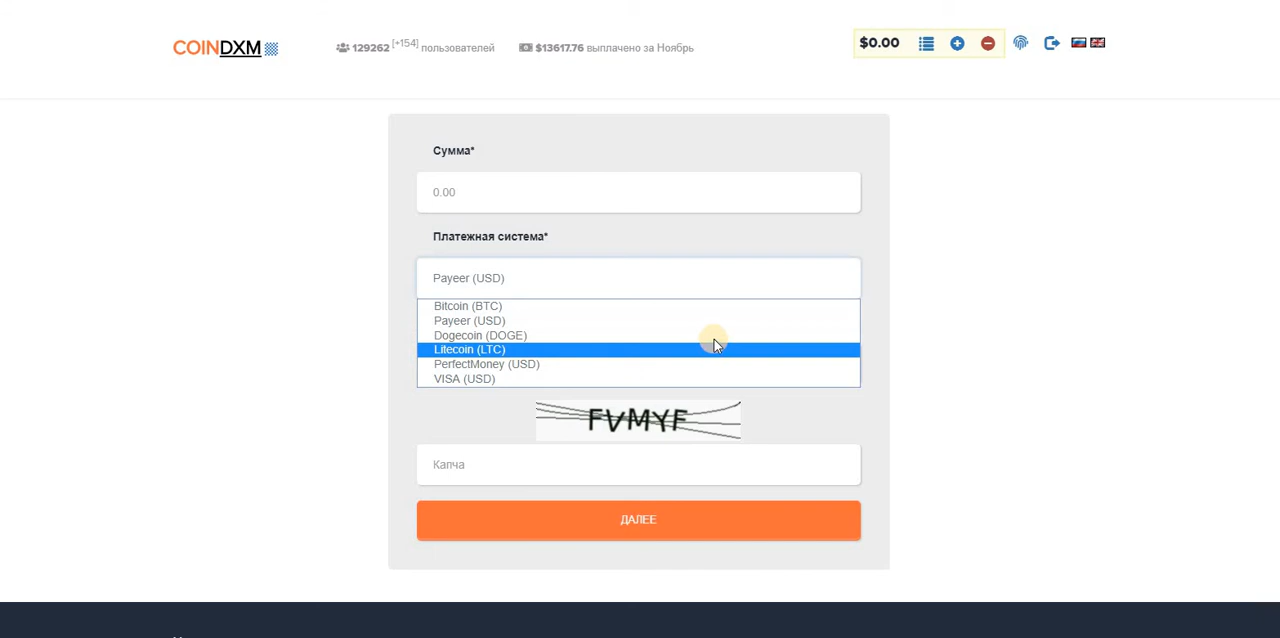 COINDXM
129262 [+154] пользователей
$13617.76 выплачено за Ноябрь
$0.00
Сумма*
0.00
Платежная система*
Payeer (USD)
Bitcoin (BTC)
Payeer (USD)
Dogecoin (DOGE)
Litecoin (LTC)
PerfectMoney (USD)
VISA (USD)
FVMYF
Капча
ДАЛЕЕ